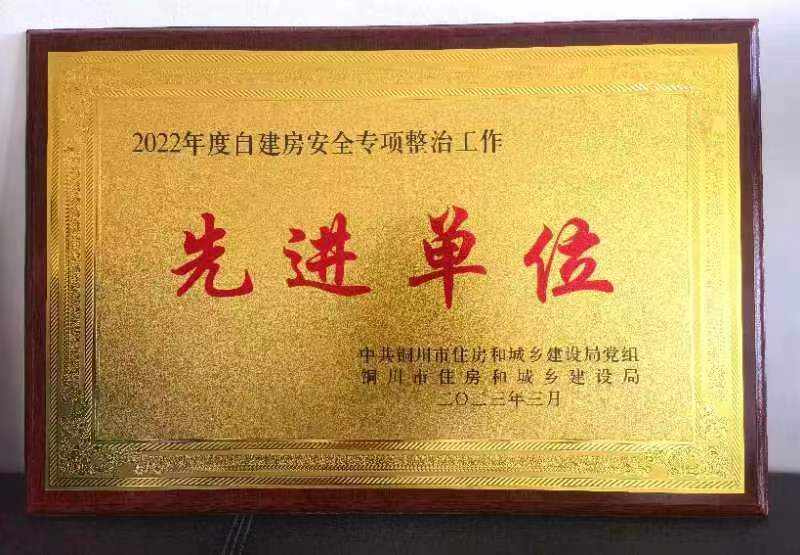 2022年度自建房安全专项整治工作
先进单位
中共铜川市住房和城乡建设局党组
铜川市住房和城乡建设局
二〇二三年三月